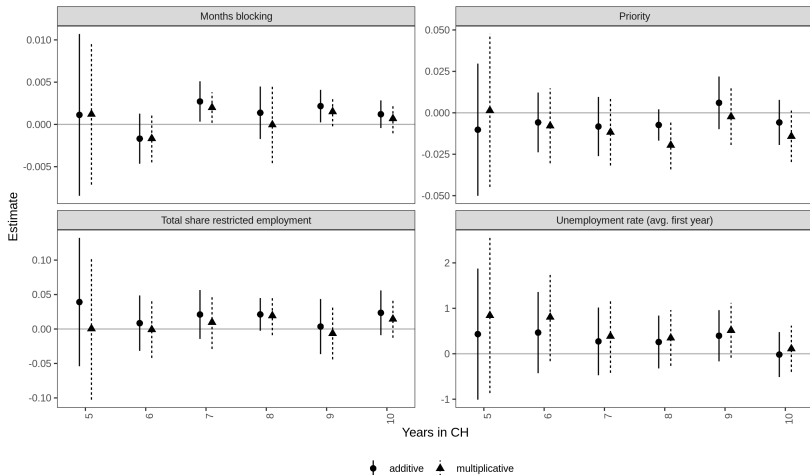 Months blocking
Priority
0.010
0.005
0.000
-0.005
0.050
0.025
0.000
-0.025
-0.050
Estimate
Total share restricted employment
Unemployment rate (avg. first year)
0.10
0.05
0.00
-0.05
-0.10
2
1
0
-1
5 6 7 8 9 10
5 6 7 8 9 10
Years in CH
additive multiplicative